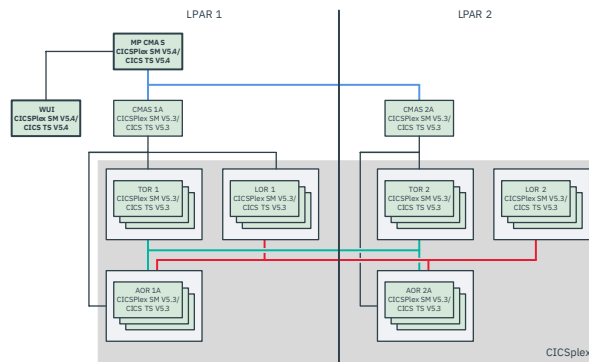 LPAR 1
LPAR 2
MP CMAS
CICSPlex SM V5.4/
CICS TS V5.4
WUI
CICSPlex SM V5.4/
CICS TS V5.4
CMAS 1A
CICSPlex SM V5.3/
CICS TS V5.3
CMAS 2A
CICSPlex SM V5.3/
CICS TS V5.3
TOR 1
CICSPlex SM V5.3/
CICS TS V5.3
LOR 1
CICSPlex SM V5.3/
CICS TS V5.3
TOR 2
CICSPlex SM V5.3/
CICS TS V5.3
LOR 2
CICSPlex SM V5.3/
CICS TS V5.3
AOR 1A
CICSPlex SM V5.3/
CICS TS V5.3
AOR 2A
CICSPlex SM V5.3/
CICS TS V5.3
CICSplex